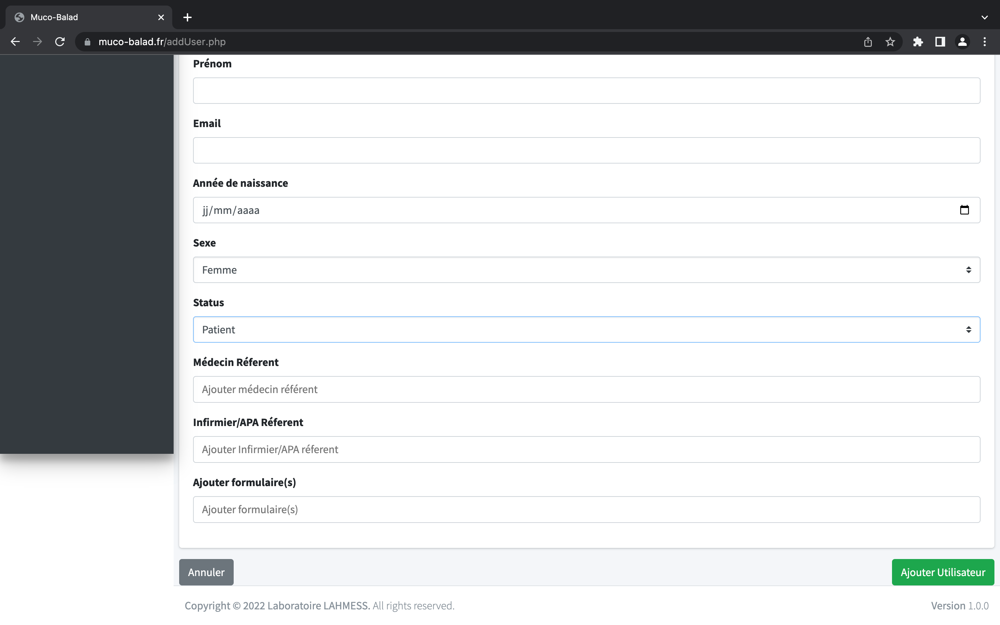 Muco-Balad
muco-balad.fr/addUser.php
Prénom
Email
Année de naissance
jj/mm/aaaa
Sexe
Femme
Status
Patient
Médecin Réferent
Ajouter médecin référent
Infirmier/APA Réferent
Ajouter Infirmier/APA réferent
Ajouter formulaire(s)
Ajouter formulaire(s)
Annuler
Ajouter Utilisateur
Copyright © 2022 Laboratoire LAHMESS. All rights reserved.
Version 1.0.0